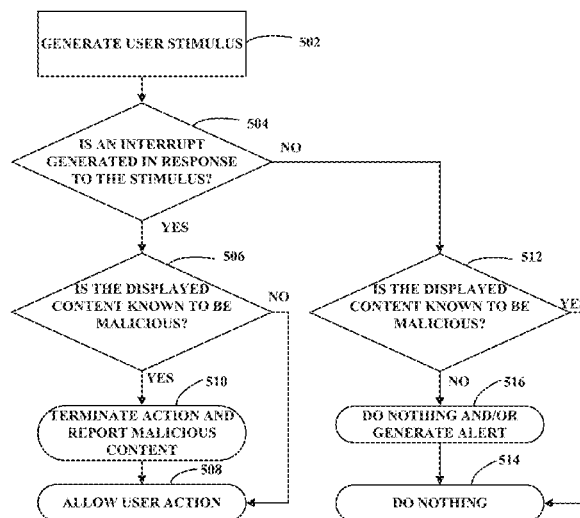 GENERATE USER STIMULUS
502
504
IS AN INTERRUPT
GENERATED IN RESPONSE
TO THE STIMULUS?
NO
YES
506
512
IS THE DISPLAYED
CONTENT KNOWN TO BE
MALICIOUS?
NO
IS THE DISPLAYED
CONTENT KNOWN TO BE
MALICIOUS?
YES
YES
510
NO
516
TERMINATE ACTION AND
REPORT MALICIOUS
CONTENT
DO NOTHING AND/OR
GENERATE ALERT
508
514
ALLOW USER ACTION
DO NOTHING